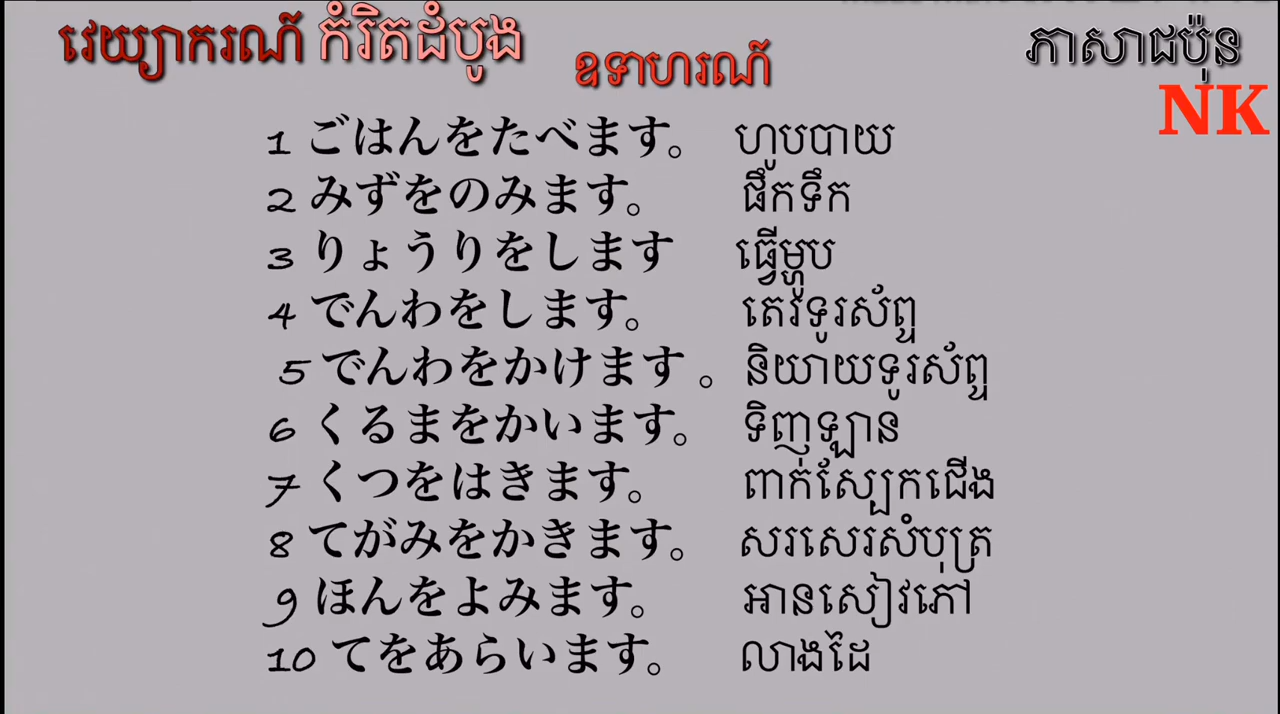 វេយ្យាករណ៍ កំរិតដំបូង ឧទាហរណ៍ ភាសាជប៉ុន
NK
1 ごはんをたべます。 ហូបបាយ
2 みずをのみます。 ផឹកទឹក
3 りょうりをします ធ្វើម្ហូប
4 でんわをします。 តេរទូរស័ព្ទ
5 でんわをかけます 。 និយាយទូរស័ព្ទ
6 くるまをかいます。 ទិញឡាន
7 くつをはきます。 ពាក់ស្បែកជើង
8 てがみをかきます。 សរសេរសំបុត្រ
9 ほんをよみます。 អានសៀវភៅ
10 てをあらいます。 លាងដៃ